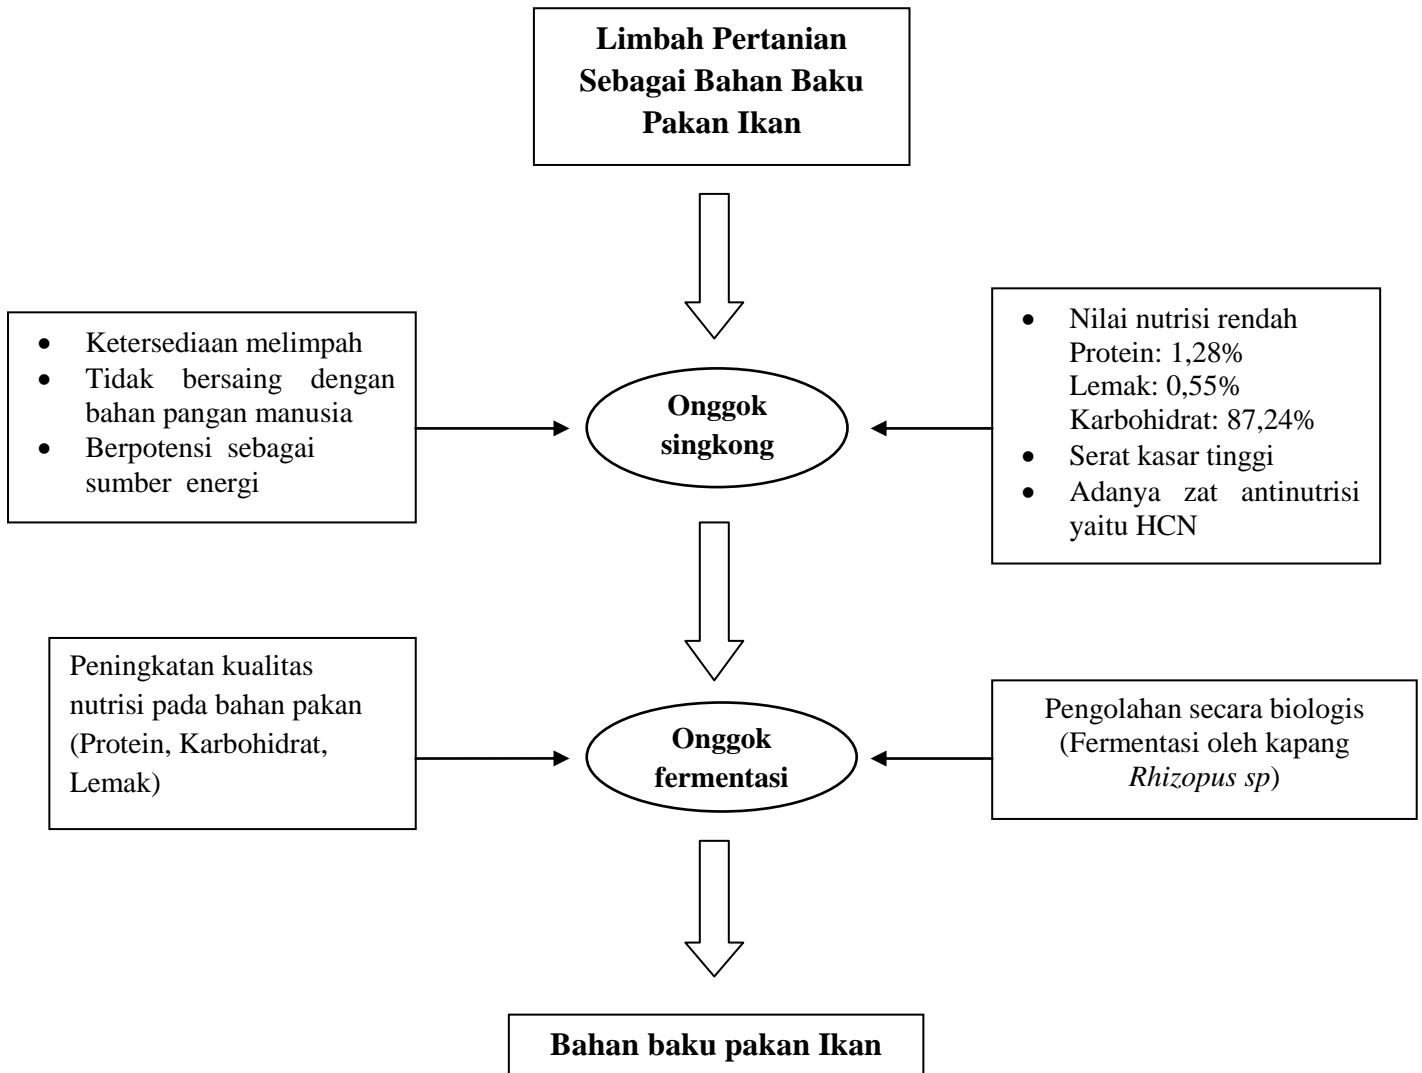 Limbah Pertanian
Sebagai Bahan Baku
Pakan Ikan
• Ketersediaan melimpah
• Tidak bersaing dengan
bahan pangan manusia
• Berpotensi sebagai
sumber energi
Onggok
singkong
• Nilai nutrisi rendah
Protein: 1,28%
Lemak: 0,55%
Karbohidrat: 87,24%
• Serat kasar tinggi
• Adanya zat antinutrisi
yaitu HCN
Peningkatan kualitas
nutrisi pada bahan pakan
(Protein, Karbohidrat,
Lemak)
Onggok
fermentasi
Pengolahan secara biologis
(Fermentasi oleh kapang
Rhizopus sp)
Bahan baku pakan Ikan